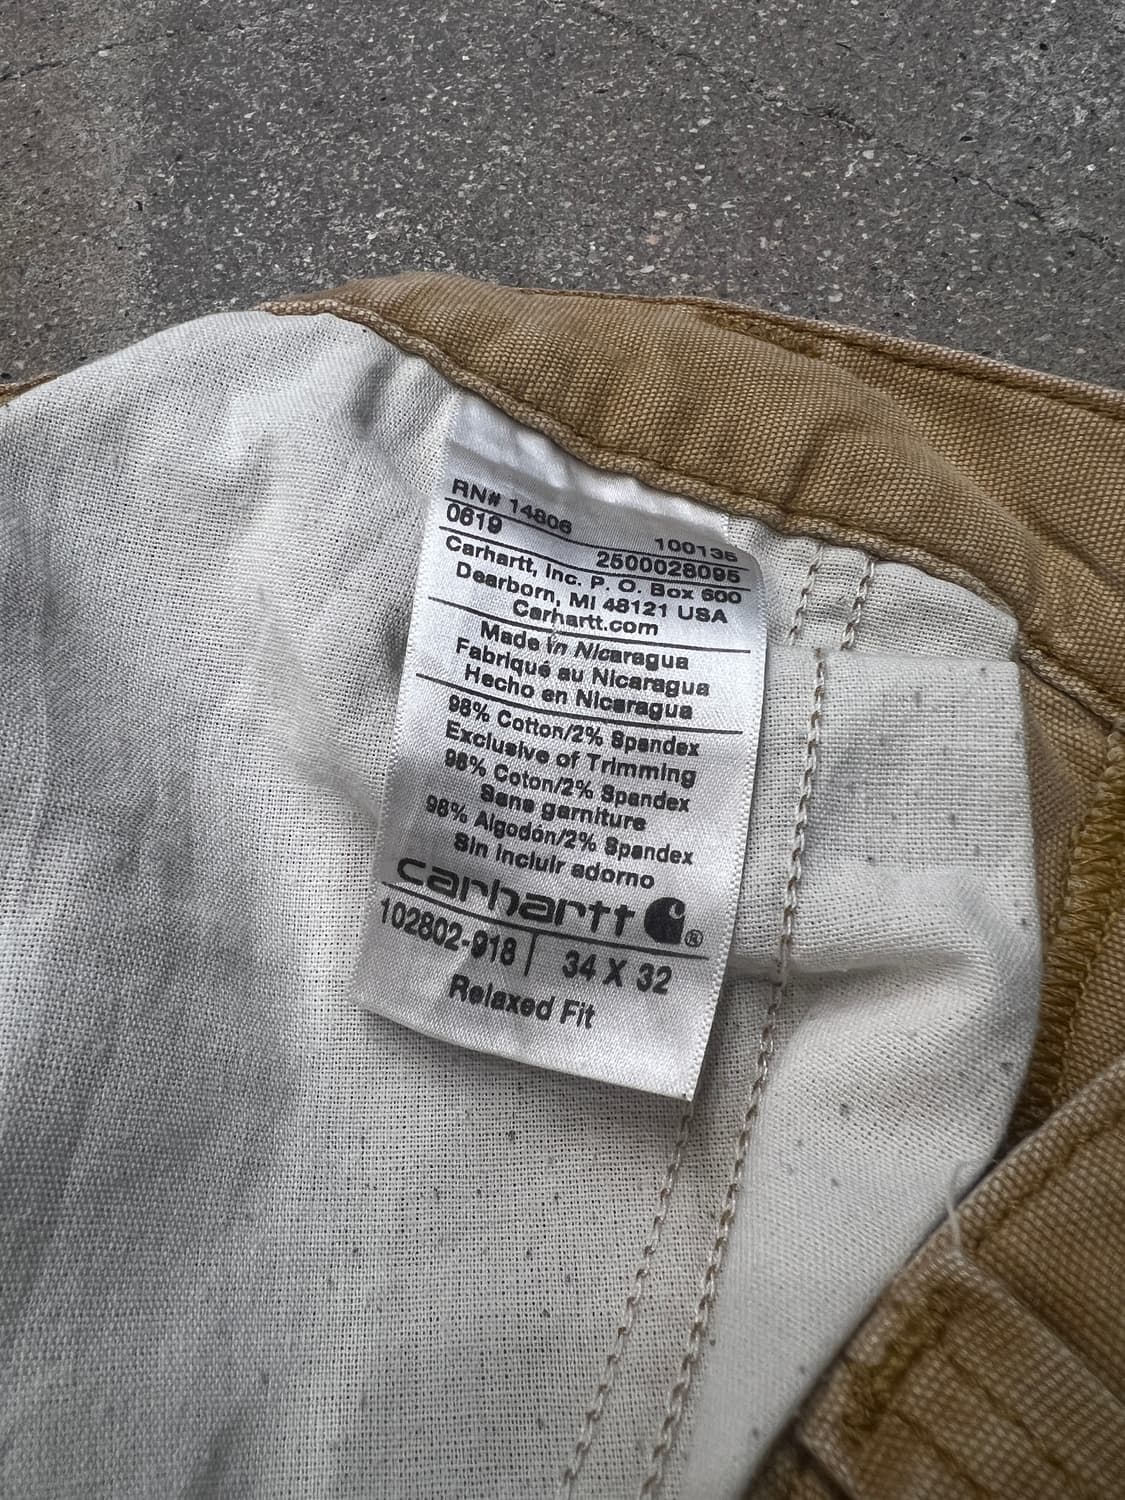 RN# 14806 100135
0619 2500028095
Carhartt, Inc. P. O. Box 600
Dearborn, MI 48121 USA
Carhartt.com
Made in Nicaragua
Fabriqué au Nicaragua
Hecho en Nicaragua
98% Cotton/2% Spandex
Exclusive of Trimming
98% Coton/2% Spandex
Sans garniture
98% Algodón/2% Spandex
Sin incluir adorno
carhartt ®
102802-918 | 34 X 32
Relaxed Fit